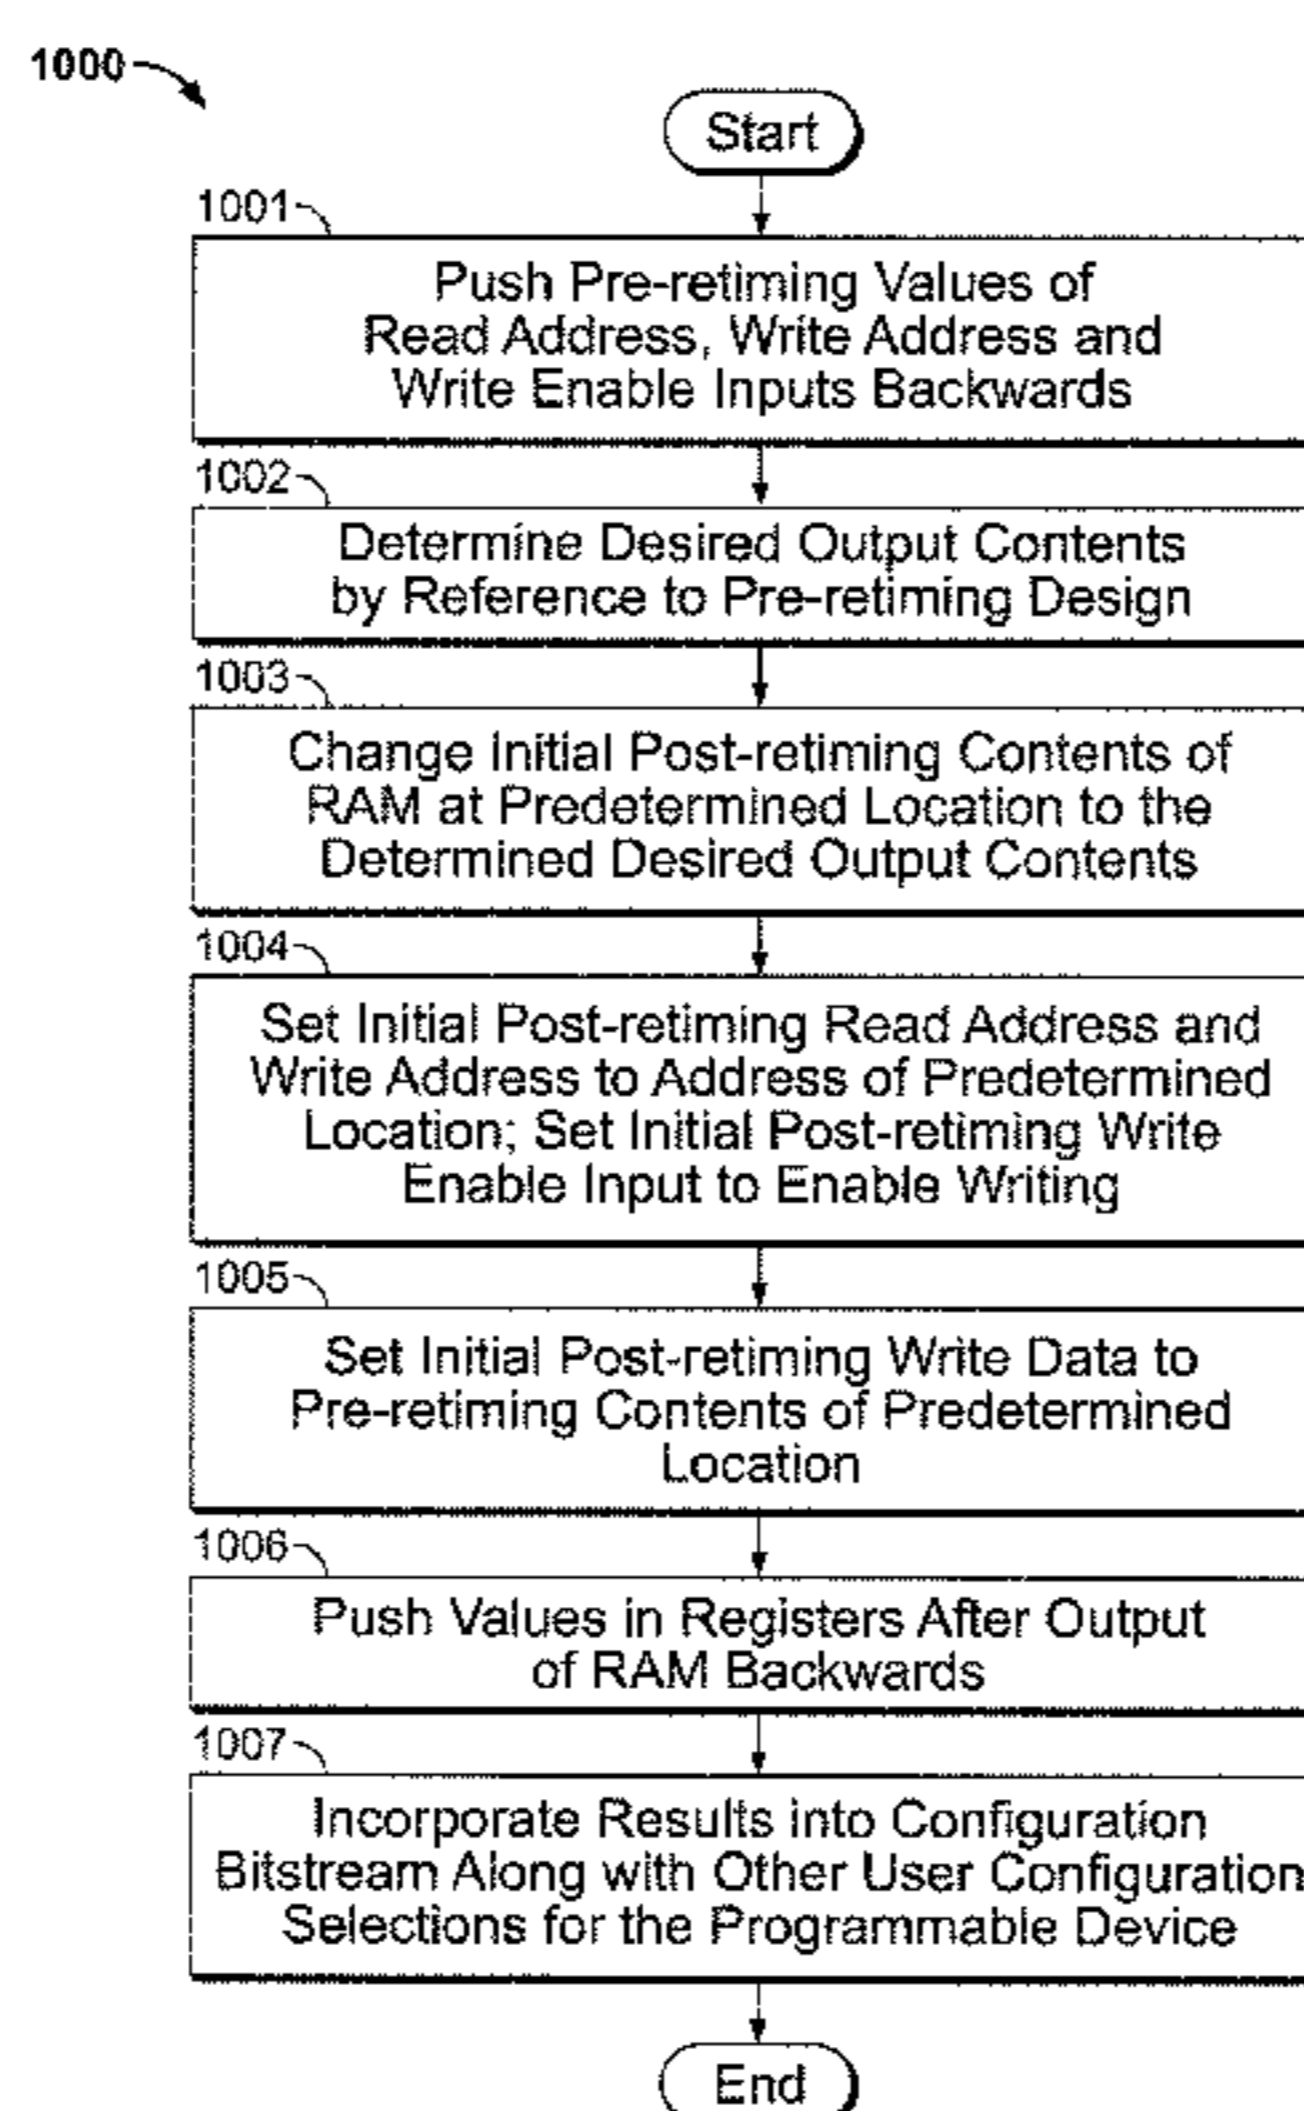 1000
Start
1001
Push Pre-retiming Values of
Read Address, Write Address and
Write Enable Inputs Backwards
1002
Determine Desired Output Contents
by Reference to Pre-retiming Design
1003
Change Initial Post-retiming Contents of
RAM at Predetermined Location to the
Determined Desired Output Contents
1004
Set Initial Post-retiming Read Address and
Write Address to Address of Predetermined
Location; Set Initial Post-retiming Write
Enable Input to Enable Writing
1005
Set Initial Post-retiming Write Data to
Pre-retiming Contents of Predetermined
Location
1006
Push Values in Registers After Output
of RAM Backwards
1007
Incorporate Results into Configuration
Bitstream Along with Other User Configuration
Selections for the Programmable Device
End